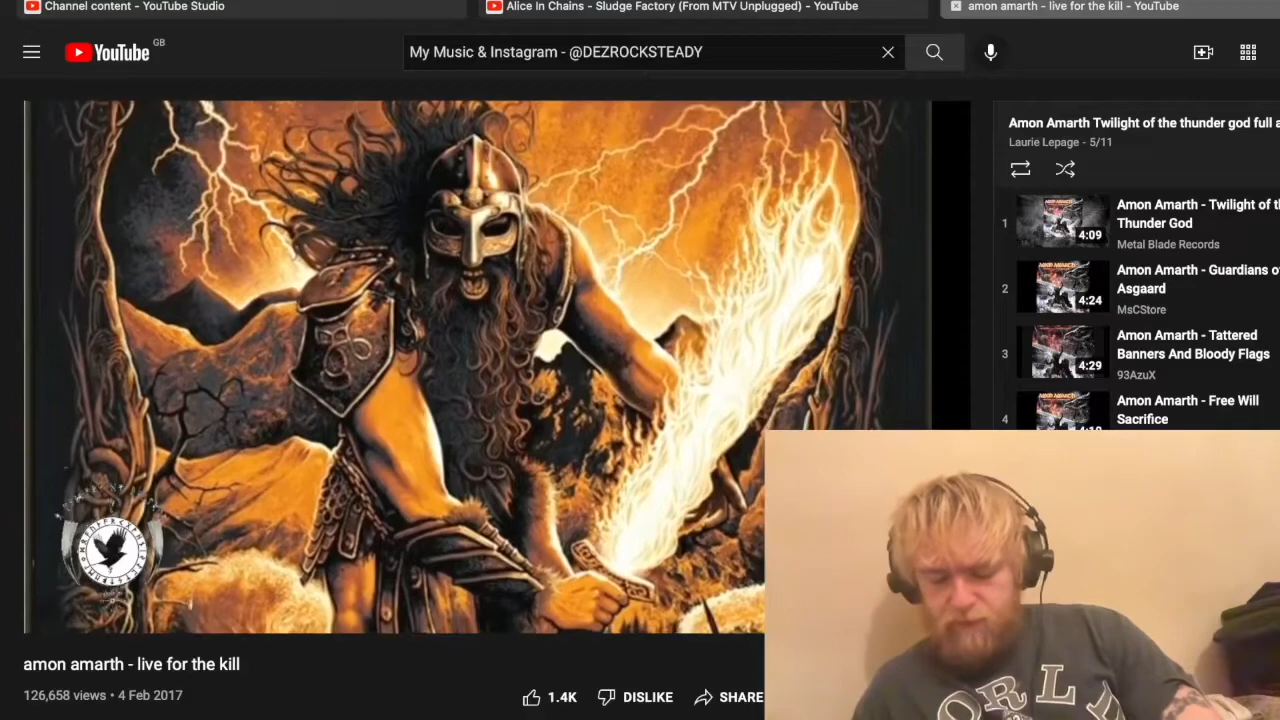 Channel content - YouTube Studio
Alice In Chains - Sludge Factory (From MTV Unplugged) - YouTube
amon amarth - live for the kill - YouTube
YouTube GB
My Music & Instagram - @DEZROCKSTEADY
Amon Amarth Twilight of the thunder god full a
Laurie Lepage - 5/11
1
4:09
Amon Amarth - Twilight of th
Thunder God
Metal Blade Records
2
4:24
Amon Amarth - Guardians o
Asgaard
MsCStore
3
4:29
Amon Amarth - Tattered
Banners And Bloody Flags
93AzuX
4
Amon Amarth - Free Will
Sacrifice
amon amarth - live for the kill
126,658 views • 4 Feb 2017
1.4K
DISLIKE
SHARE
ORL